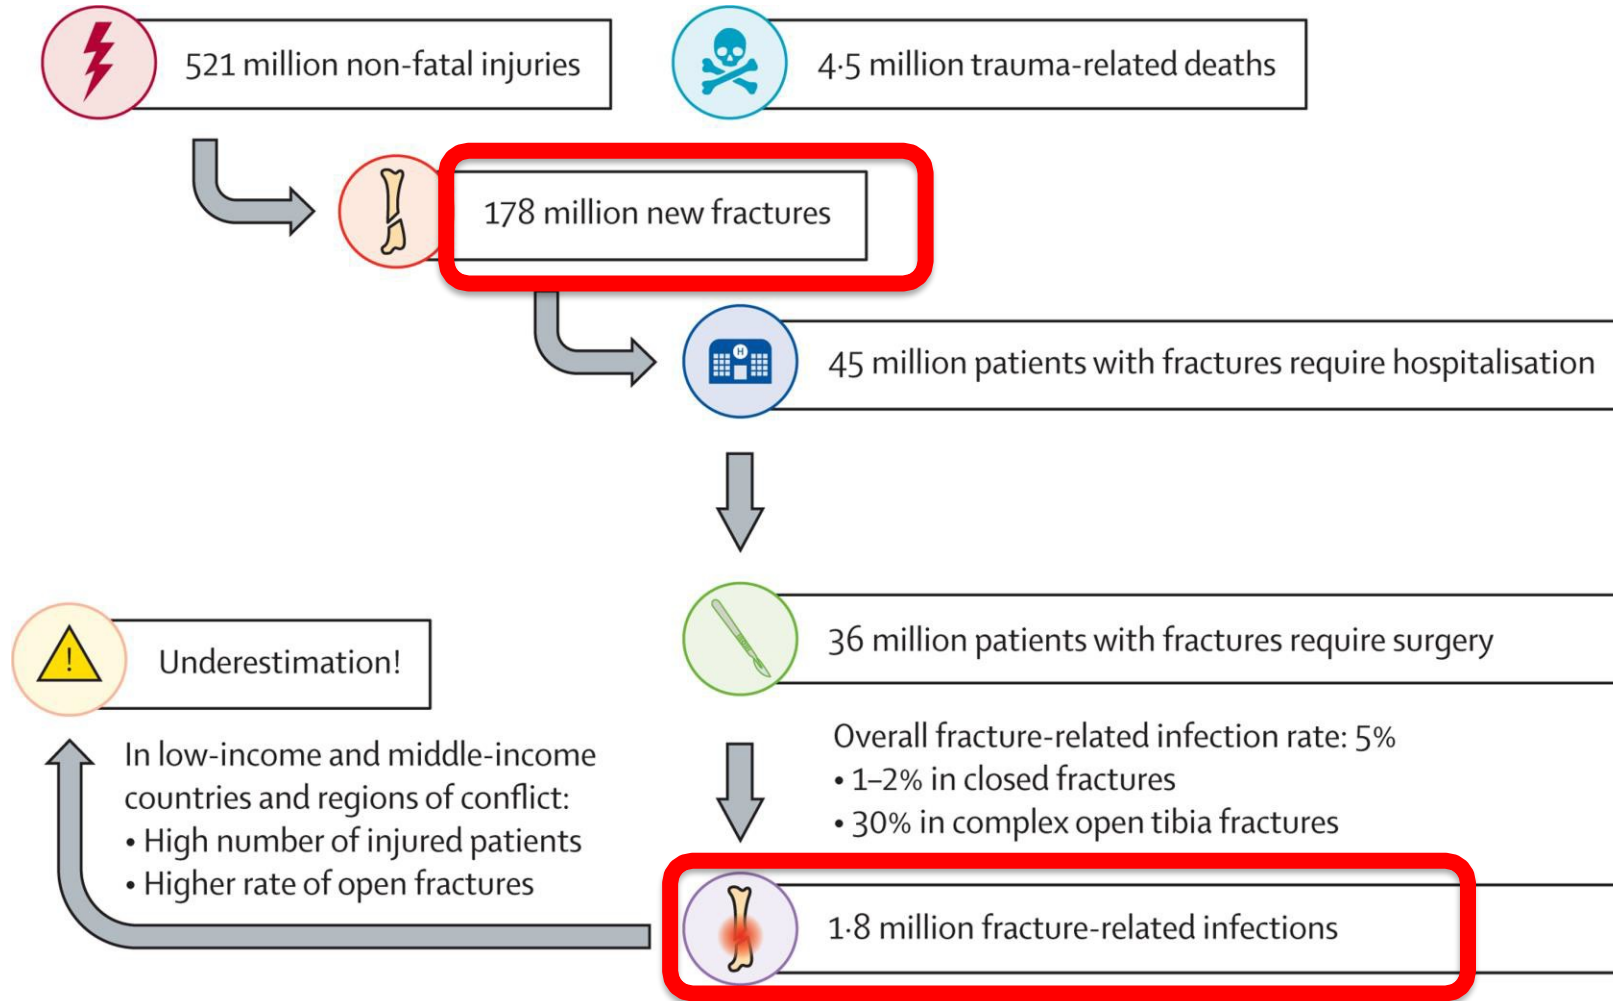 521 million non-fatal injuries
4·5 million trauma-related deaths
178 million new fractures
H
45 million patients with fractures require hospitalisation
36 million patients with fractures require surgery
! Underestimation!
Overall fracture-related infection rate: 5%
• 1–2% in closed fractures
• 30% in complex open tibia fractures
In low-income and middle-income
countries and regions of conflict:
• High number of injured patients
• Higher rate of open fractures
1·8 million fracture-related infections